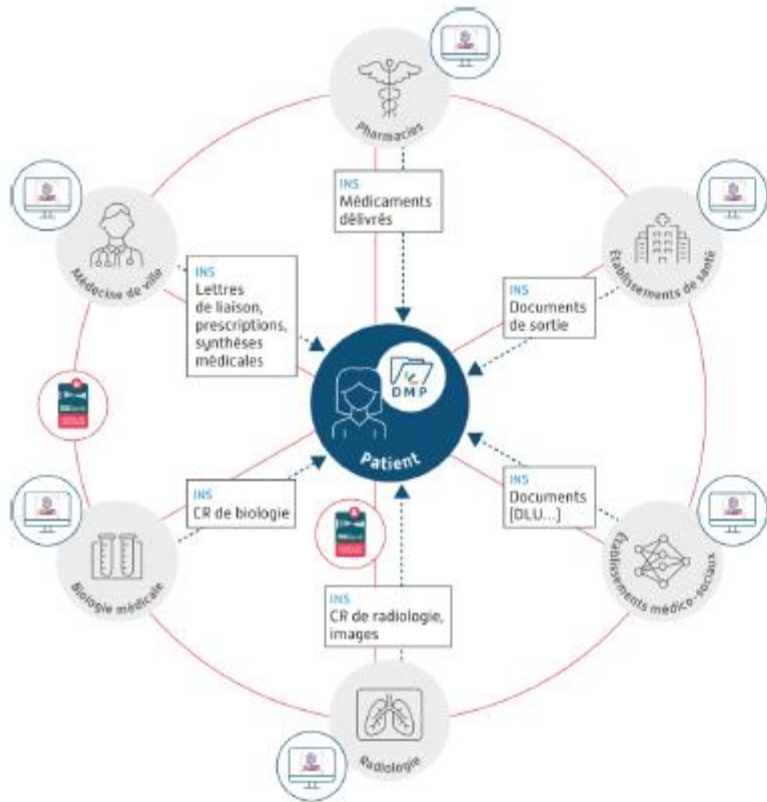 Pharmacies
INS
Médicaments
délivrés
Médecine de ville
INS
Lettres
de liaison,
prescriptions,
synthèses
médicales
Établissements de santé
INS
Documents
de sortie
DMP
Patient
INS
CR de biologie
Biologie médicale
INS
Documents
[DLU...]
Établissements médico-sociaux
INS
CR de radiologie,
images
Radiologie